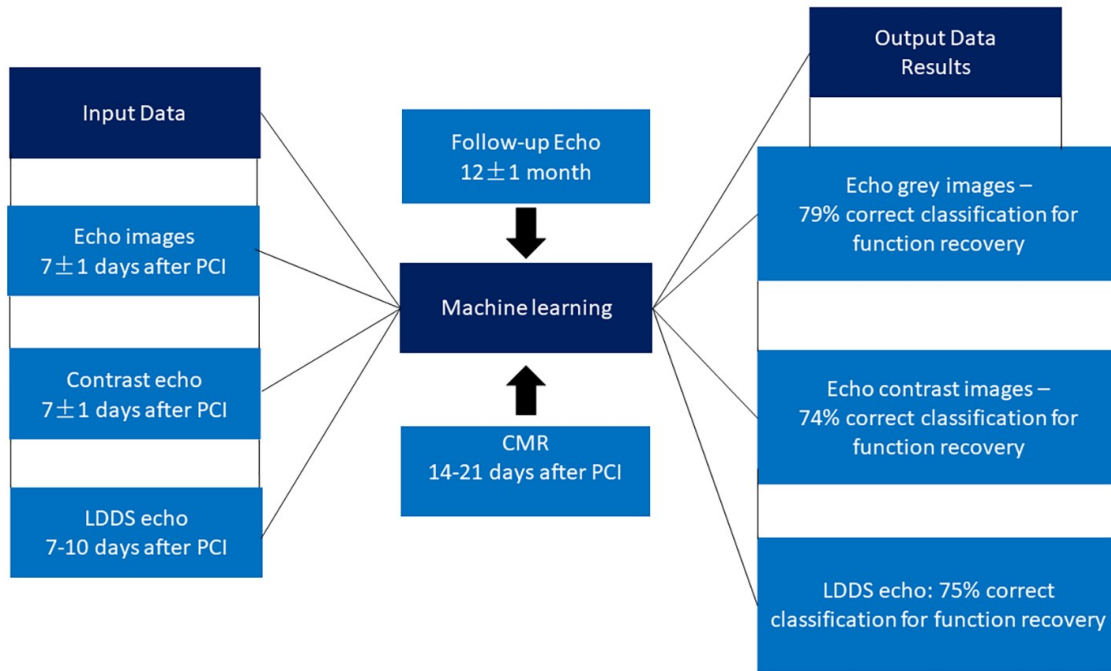 Input Data
Echo images
7±1 days after PCI
Contrast echo
7±1 days after PCI
LDDS echo
7-10 days after PCI
Follow-up Echo
12±1 month
Machine learning
CMR
14-21 days after PCI
Output Data
Results
Echo grey images –
79% correct classification for
function recovery
Echo contrast images –
74% correct classification for
function recovery
LDDS echo: 75% correct
classification for function recovery